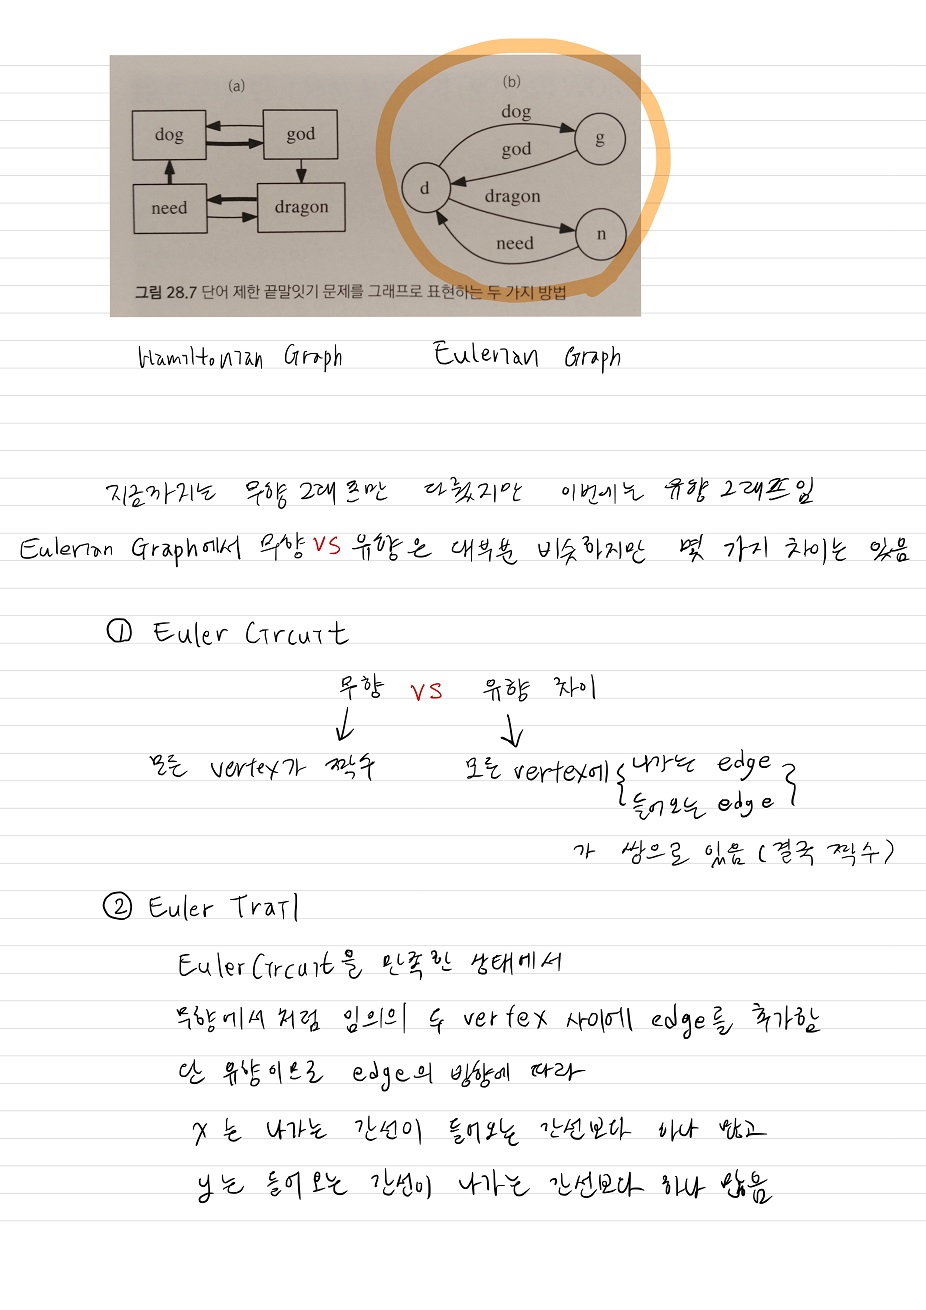 (a)
(b)
dog
god
need
dragon
dog
god
dragon
need
d
g
n
그림 28.7 단어 제한 끝말잇기 문제를 그래프로 표현하는 두 가지 방법
Hamiltonian Graph
Eulerian Graph
지금까지는 무향 그래프만 다뤘지만 이번에는 유향 그래프임
Eulerian Graph에서 무향 VS 유향은 대부분 비슷하지만 몇 가지 차이는 있음
① Euler Circuit
무향 VS 유향 차이
모든 vertex가 짝수
모든 vertex에 { 나가는 edge
들어오는 edge }
가 쌍으로 있음 (결국 짝수)
② Euler Trail
Euler Circuit을 만족한 상태에서
무향에서처럼 임의의 두 vertex 사이에 edge를 추가함
단 유향이므로 edge의 방향에 따라
x는 나가는 간선이 들어오는 간선보다 하나 많고
y는 들어오는 간선이 나가는 간선보다 하나 많음